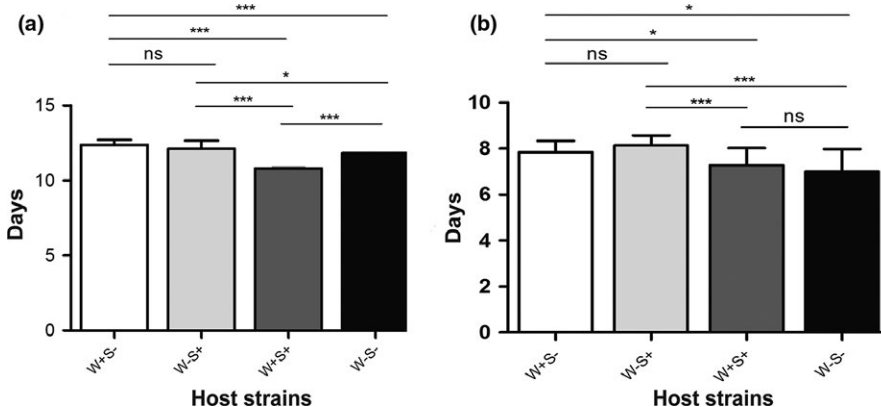 (a)
***
***
ns
*
***
***
15
10
5
0
Days
W+S-
W-S+
W+S+
W-S-
Host strains
(b)
*
*
ns
***
***
ns
10
8
6
4
2
0
Days
W+S-
W-S+
W+S+
W-S-
Host strains